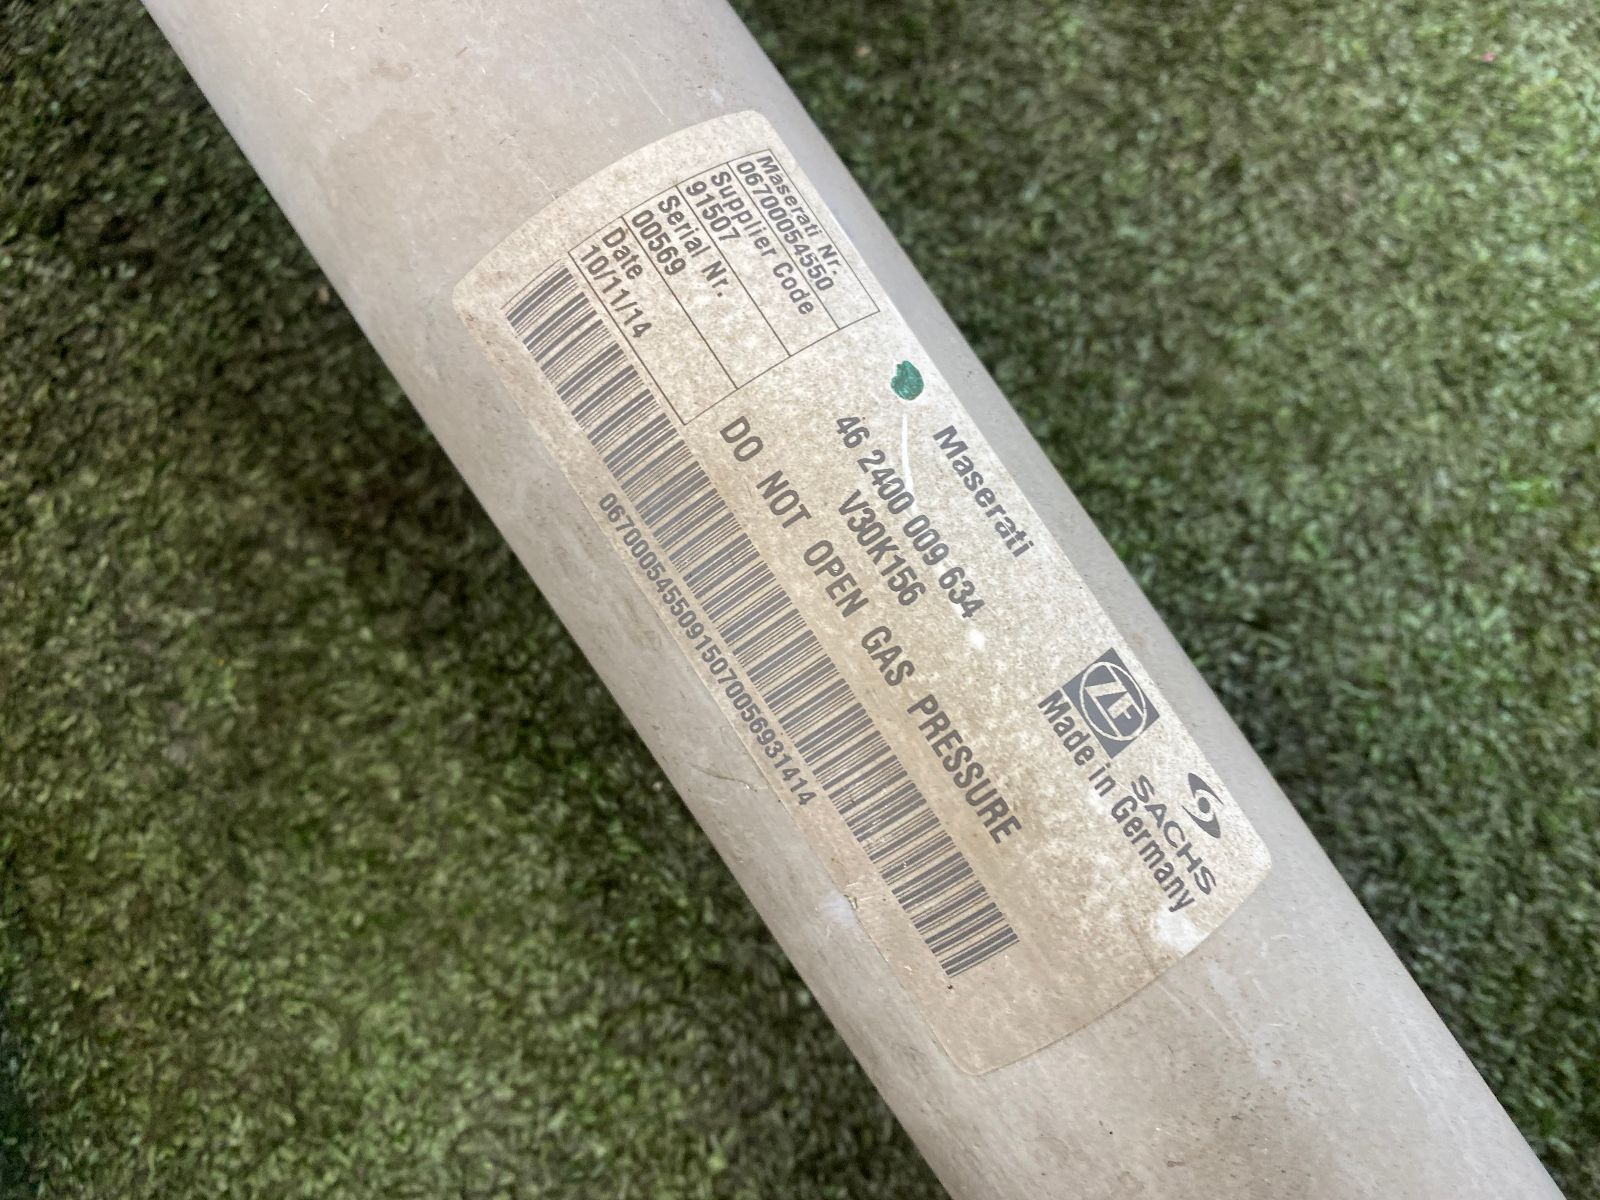 Maserati Nr.
06700054550
Supplier Code
91507
Serial Nr.
00569
Date
10/11/14
Maserati
46 2400 009 634
V30K156
DO NOT OPEN GAS PRESSURE
06700054550915070056931414
ZF
SACHS
Made in Germany